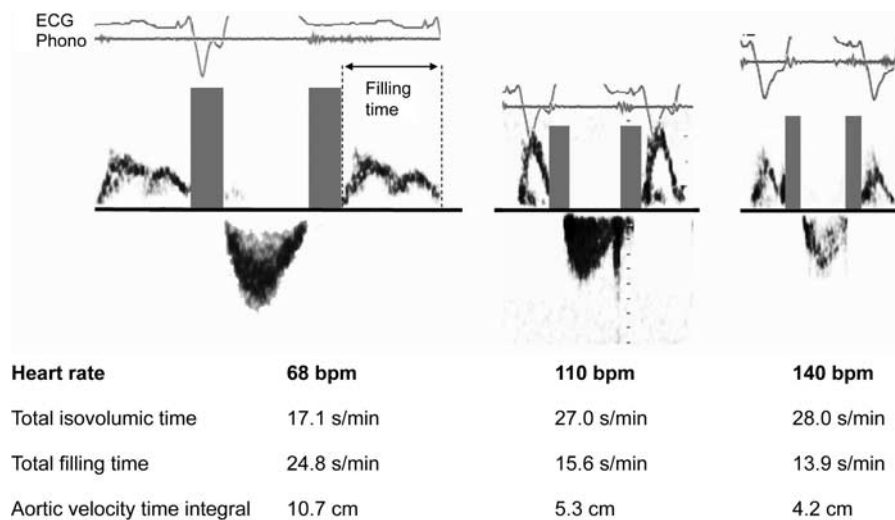 ECG
Phono
Filling
time
Heart rate 68 bpm 110 bpm 140 bpm
Total isovolumic time 17.1 s/min 27.0 s/min 28.0 s/min
Total filling time 24.8 s/min 15.6 s/min 13.9 s/min
Aortic velocity time integral 10.7 cm 5.3 cm 4.2 cm